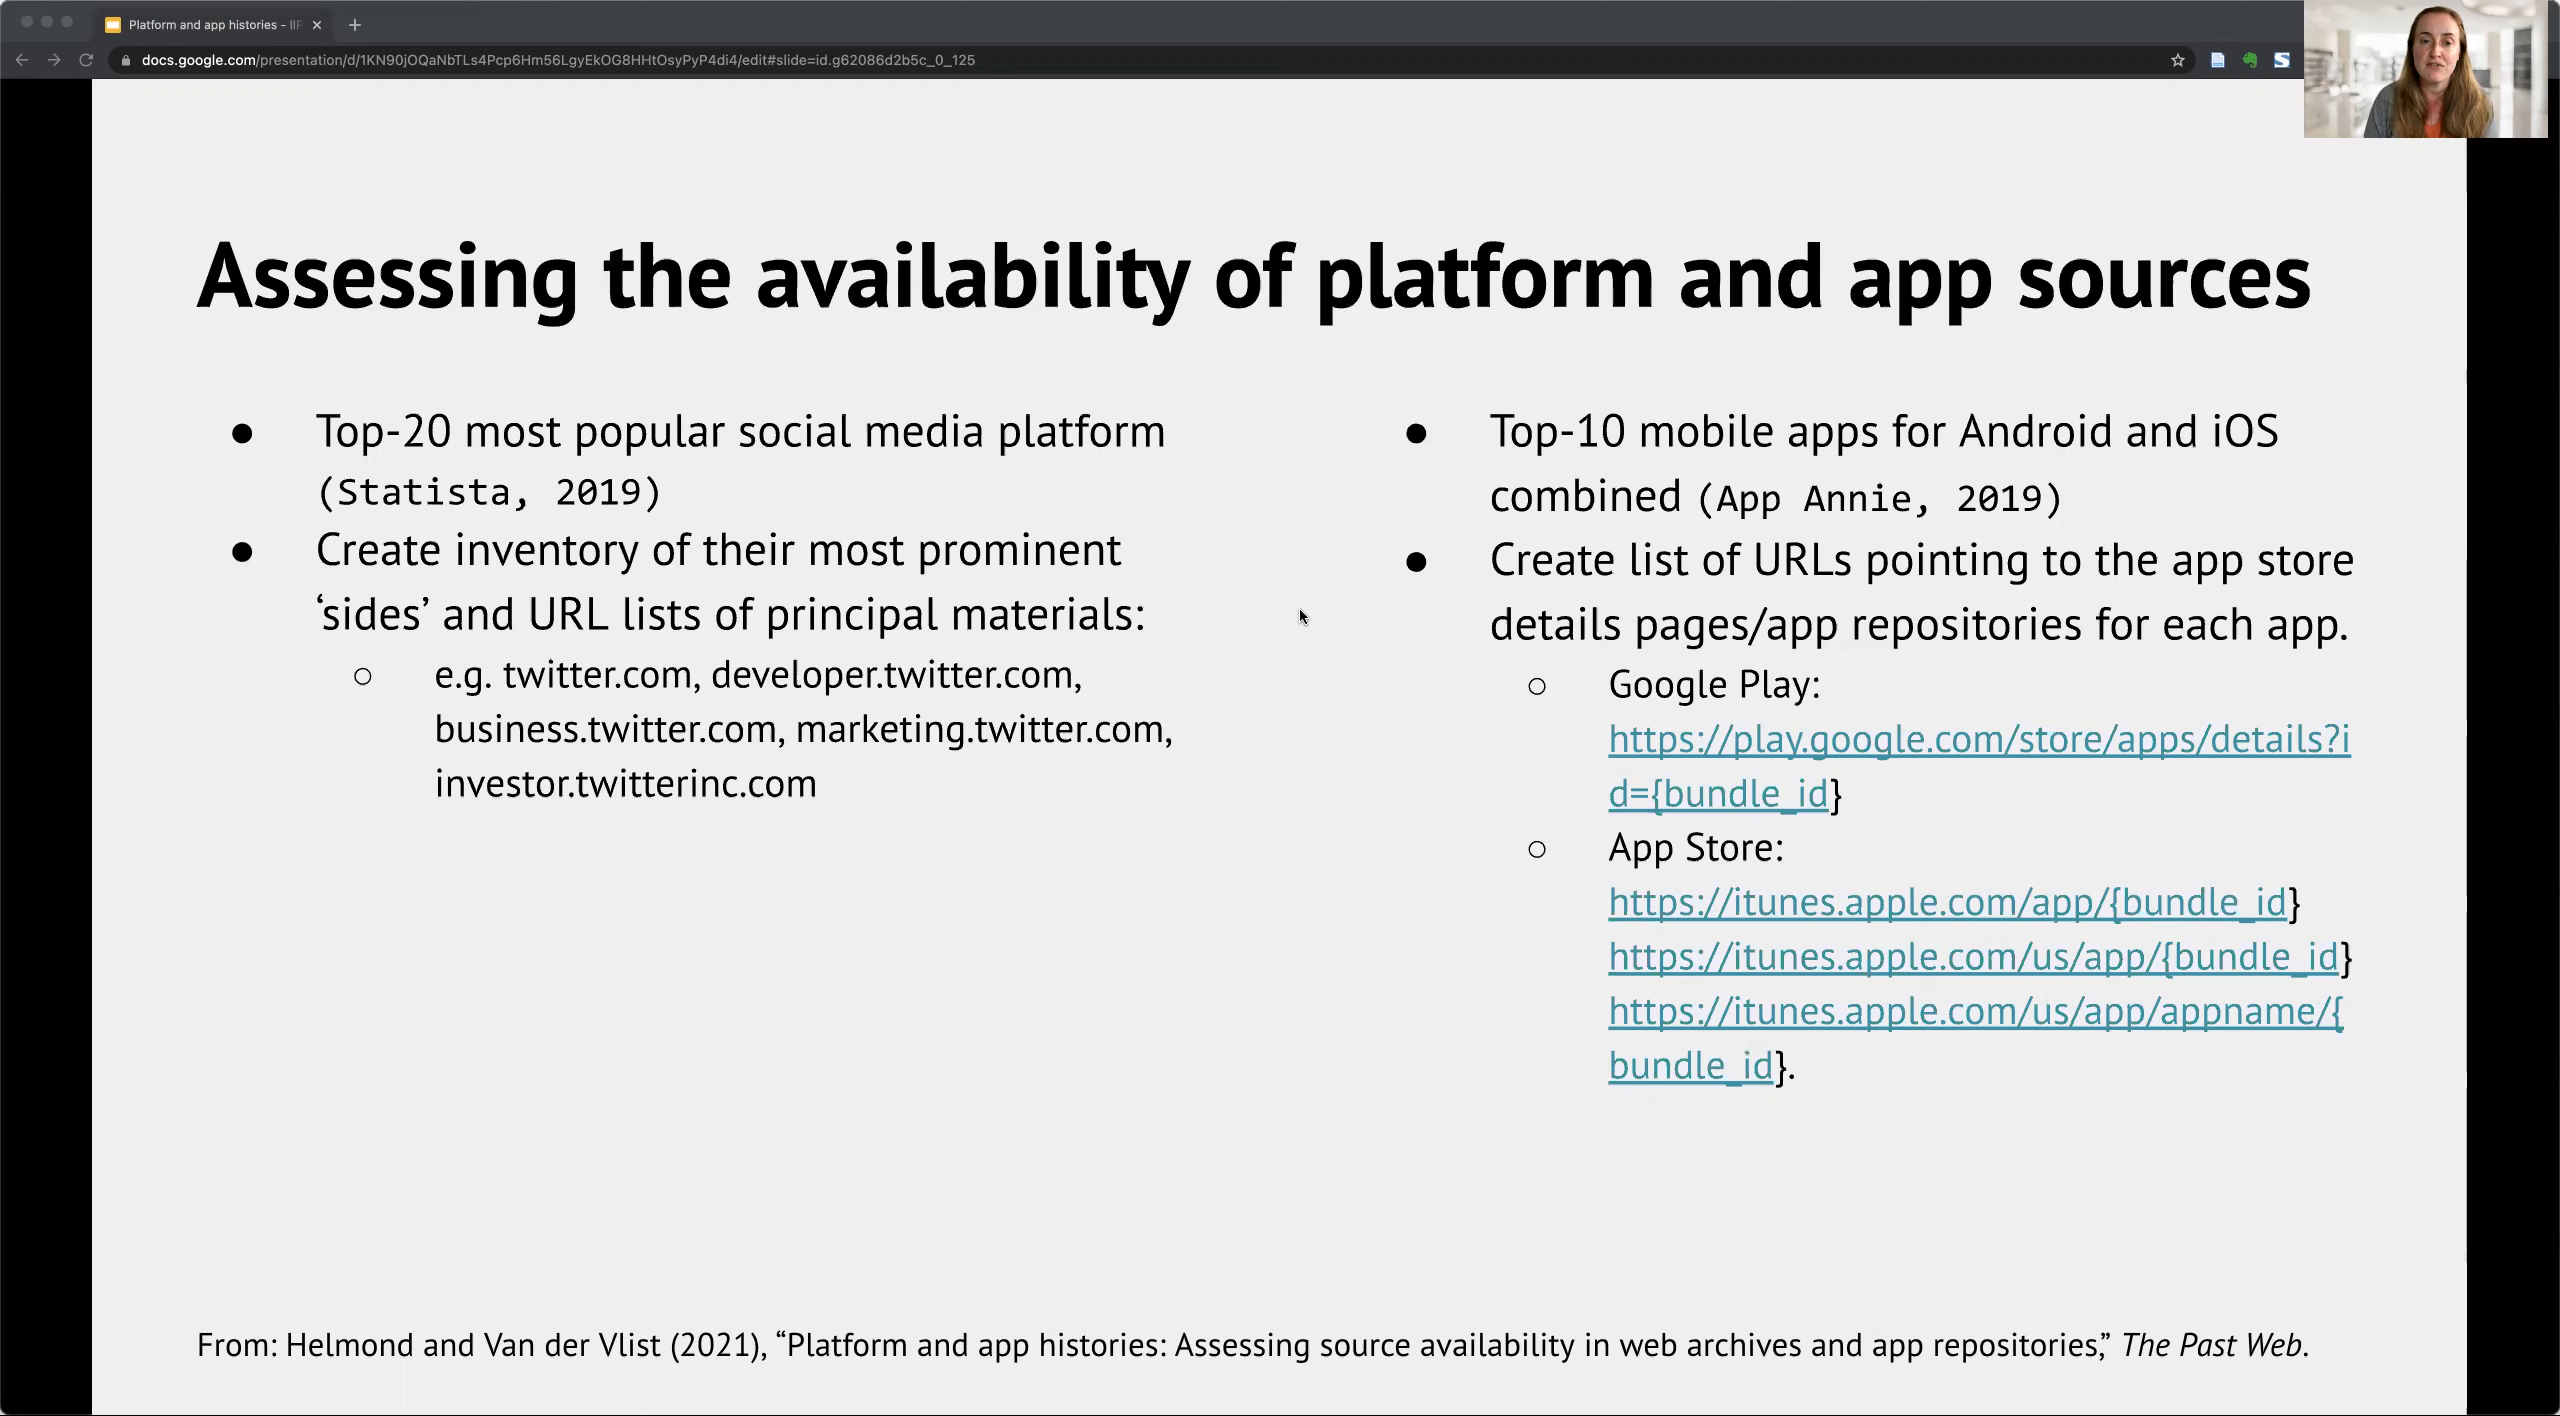 Platform and app histories - IIP
docs.google.com/presentation/d/1KN90jOQaNbTLs4Pcp6Hm56LgyEkOG8HHtOsyPyP4di4/edit#slide=id.g62086d2b5c_0_125
Assessing the availability of platform and app sources
● Top-20 most popular social media platform
(Statista, 2019)
● Create inventory of their most prominent
‘sides’ and URL lists of principal materials:
○ e.g. twitter.com, developer.twitter.com,
business.twitter.com, marketing.twitter.com,
investor.twitterinc.com
● Top-10 mobile apps for Android and iOS
combined (App Annie, 2019)
● Create list of URLs pointing to the app store
details pages/app repositories for each app.
○ Google Play:
https://play.google.com/store/apps/details?i
d={bundle_id}
○ App Store:
https://itunes.apple.com/app/{bundle_id}
https://itunes.apple.com/us/app/{bundle_id}
https://itunes.apple.com/us/app/appname/{
bundle_id}.
From: Helmond and Van der Vlist (2021), “Platform and app histories: Assessing source availability in web archives and app repositories,” The Past Web.